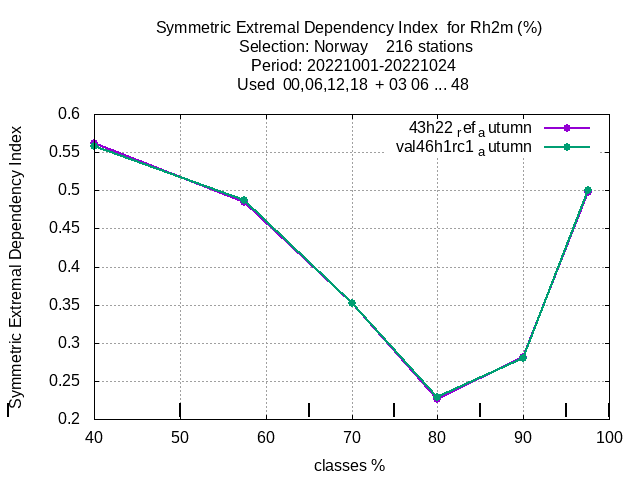 Symmetric Extremal Dependency Index  for Rh2m (%)
Selection: Norway    216 stations
Period: 20221001-20221024
Used  00,06,12,18  + 03 06 ... 48
43h22 refautumn
val46h1rc1 autumn
Symmetric Extremal Dependency Index
0.6
0.55
0.5
0.45
0.4
0.35
0.3
0.25
0.2
40 50 60 70 80 90 100
classes %